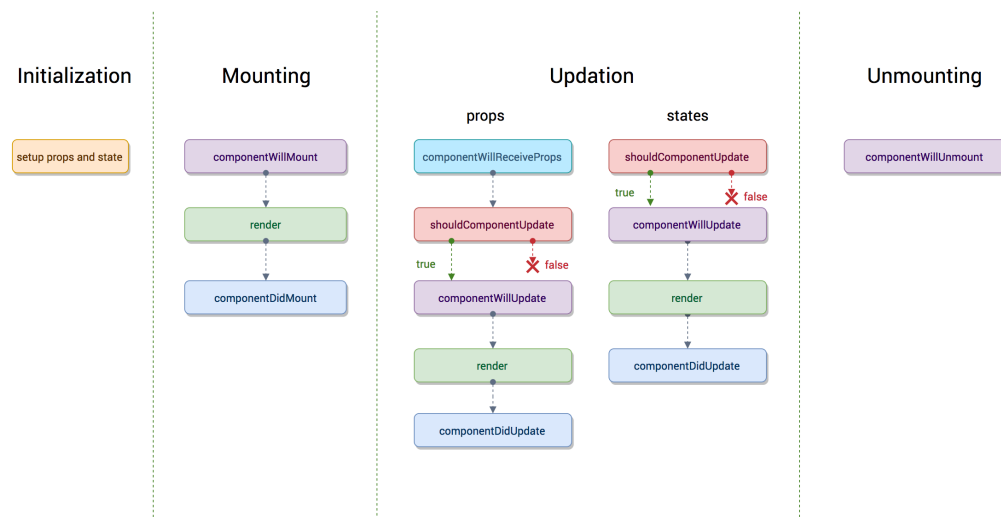 Initialization
setup props and state
Mounting
componentWillMount
render
componentDidMount
Updation
props
componentWillReceiveProps
shouldComponentUpdate
true
false
componentWillUpdate
render
componentDidUpdate
states
shouldComponentUpdate
true
false
componentWillUpdate
render
componentDidUpdate
Unmounting
componentWillUnmount